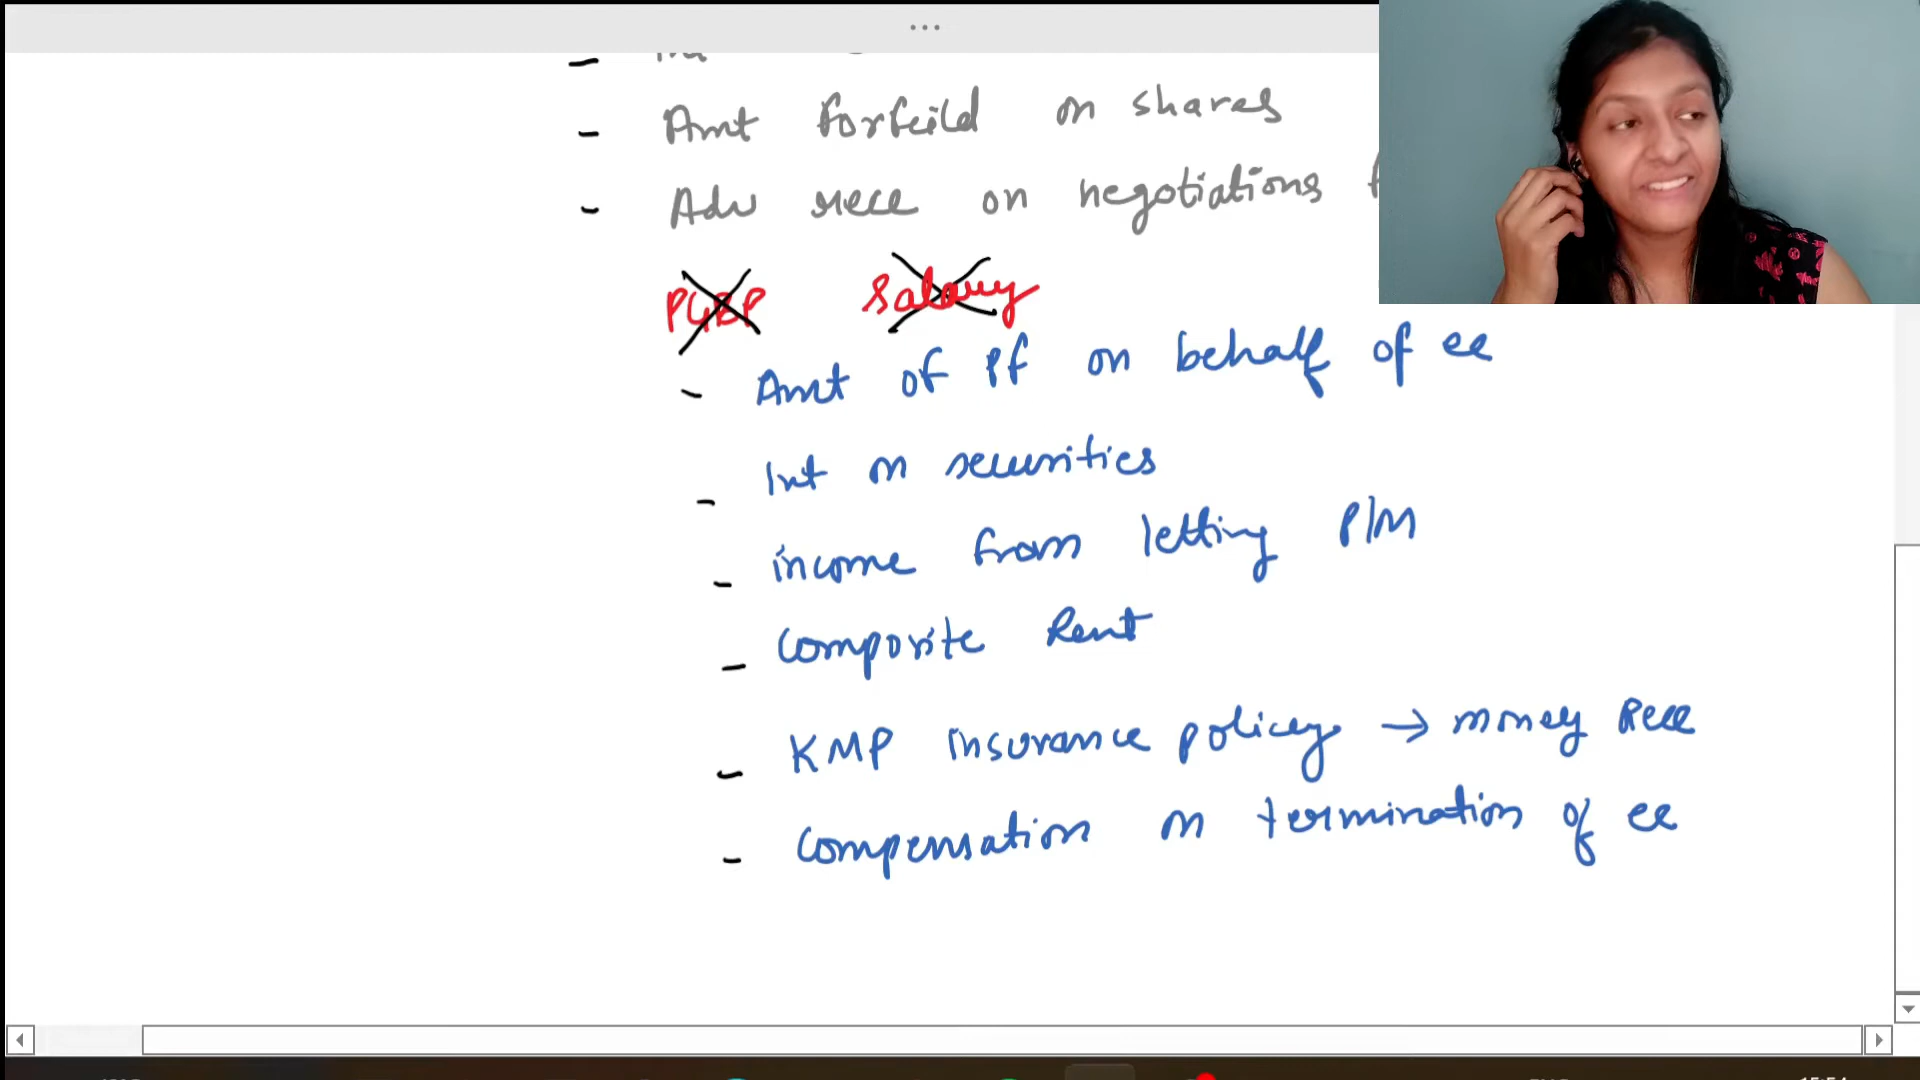 - Amt forfeild on shares
- Adv rece on negotiations
PGBP Salary
- Amt of Pf on behalf of ee
- Int on securities
- income from letting P/M
- Composite Rent
- KMP insurance policy → money Rece
- Compensation on termination of ee